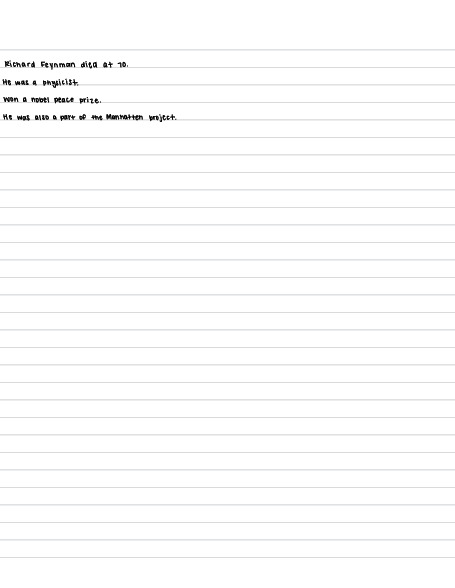 Richard Feynman died at 70.
He was a physicist.
Won a nobel peace prize.
He was also a part of the Manhatten project.